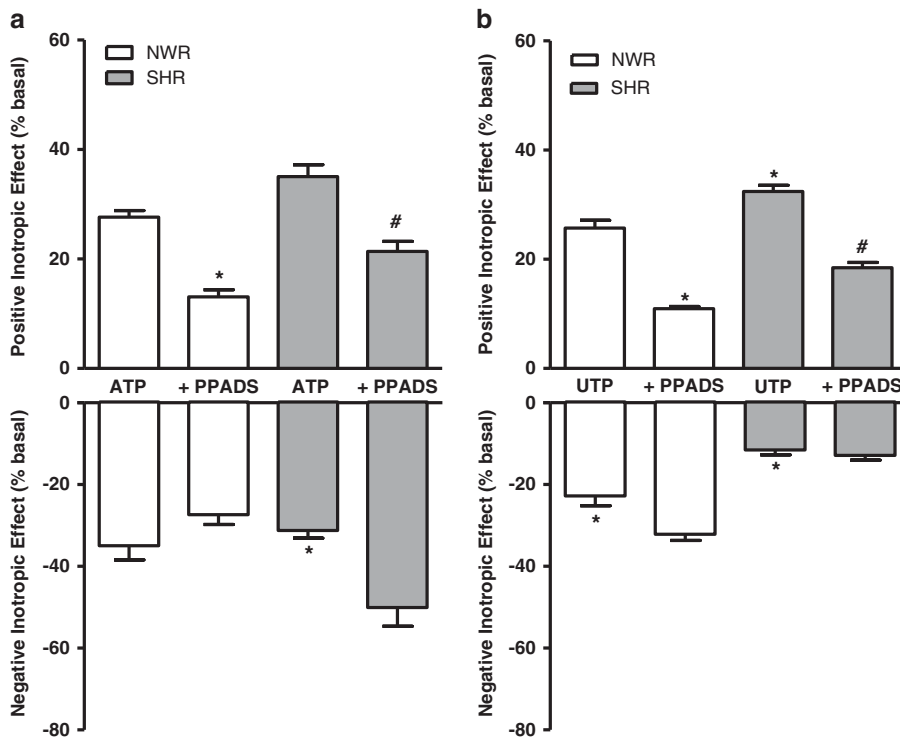 a
60
40
20
0
Positive Inotropic Effect (% basal)
NWR
SHR
*
#
ATP + PPADS ATP + PPADS
0
-20
-40
-60
-80
Negative Inotropic Effect (% basal)
*
b
60
40
20
0
Positive Inotropic Effect (% basal)
NWR
SHR
*
*
#
UTP + PPADS UTP + PPADS
0
-20
-40
-60
-80
Negative Inotropic Effect (% basal)
*
*